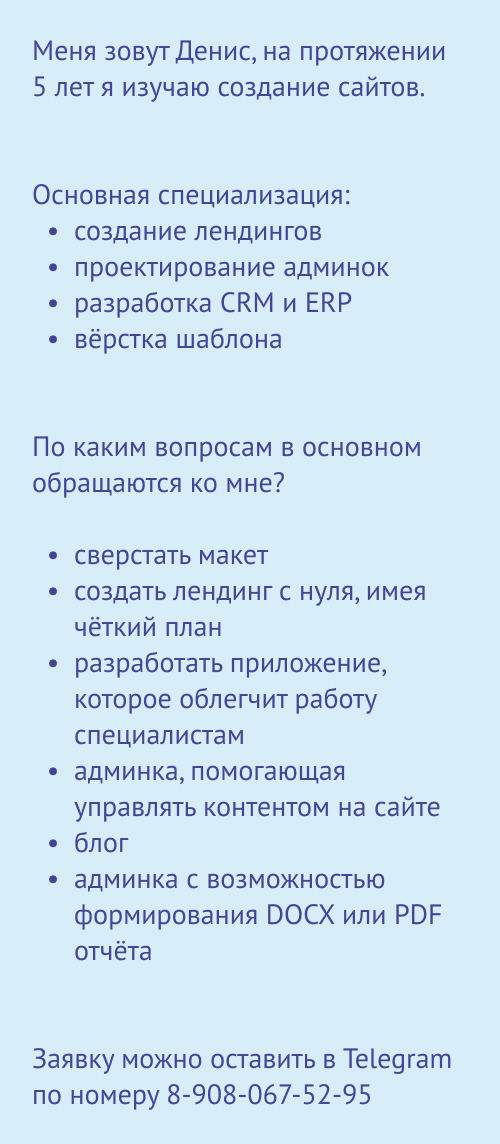 Меня зовут Денис, на протяжении
5 лет я изучаю создание сайтов.
Основная специализация:
• создание лендингов
• проектирование админок
• разработка CRM и ERP
• вёрстка шаблона
По каким вопросам в основном
обращаются ко мне?
• сверстать макет
• создать лендинг с нуля, имея
чёткий план
• разработать приложение,
которое облегчит работу
специалистам
• админка, помогающая
управлять контентом на сайте
• блог
• админка с возможностью
формирования DOCX или PDF
отчёта
Заявку можно оставить в Telegram
по номеру 8-908-067-52-95